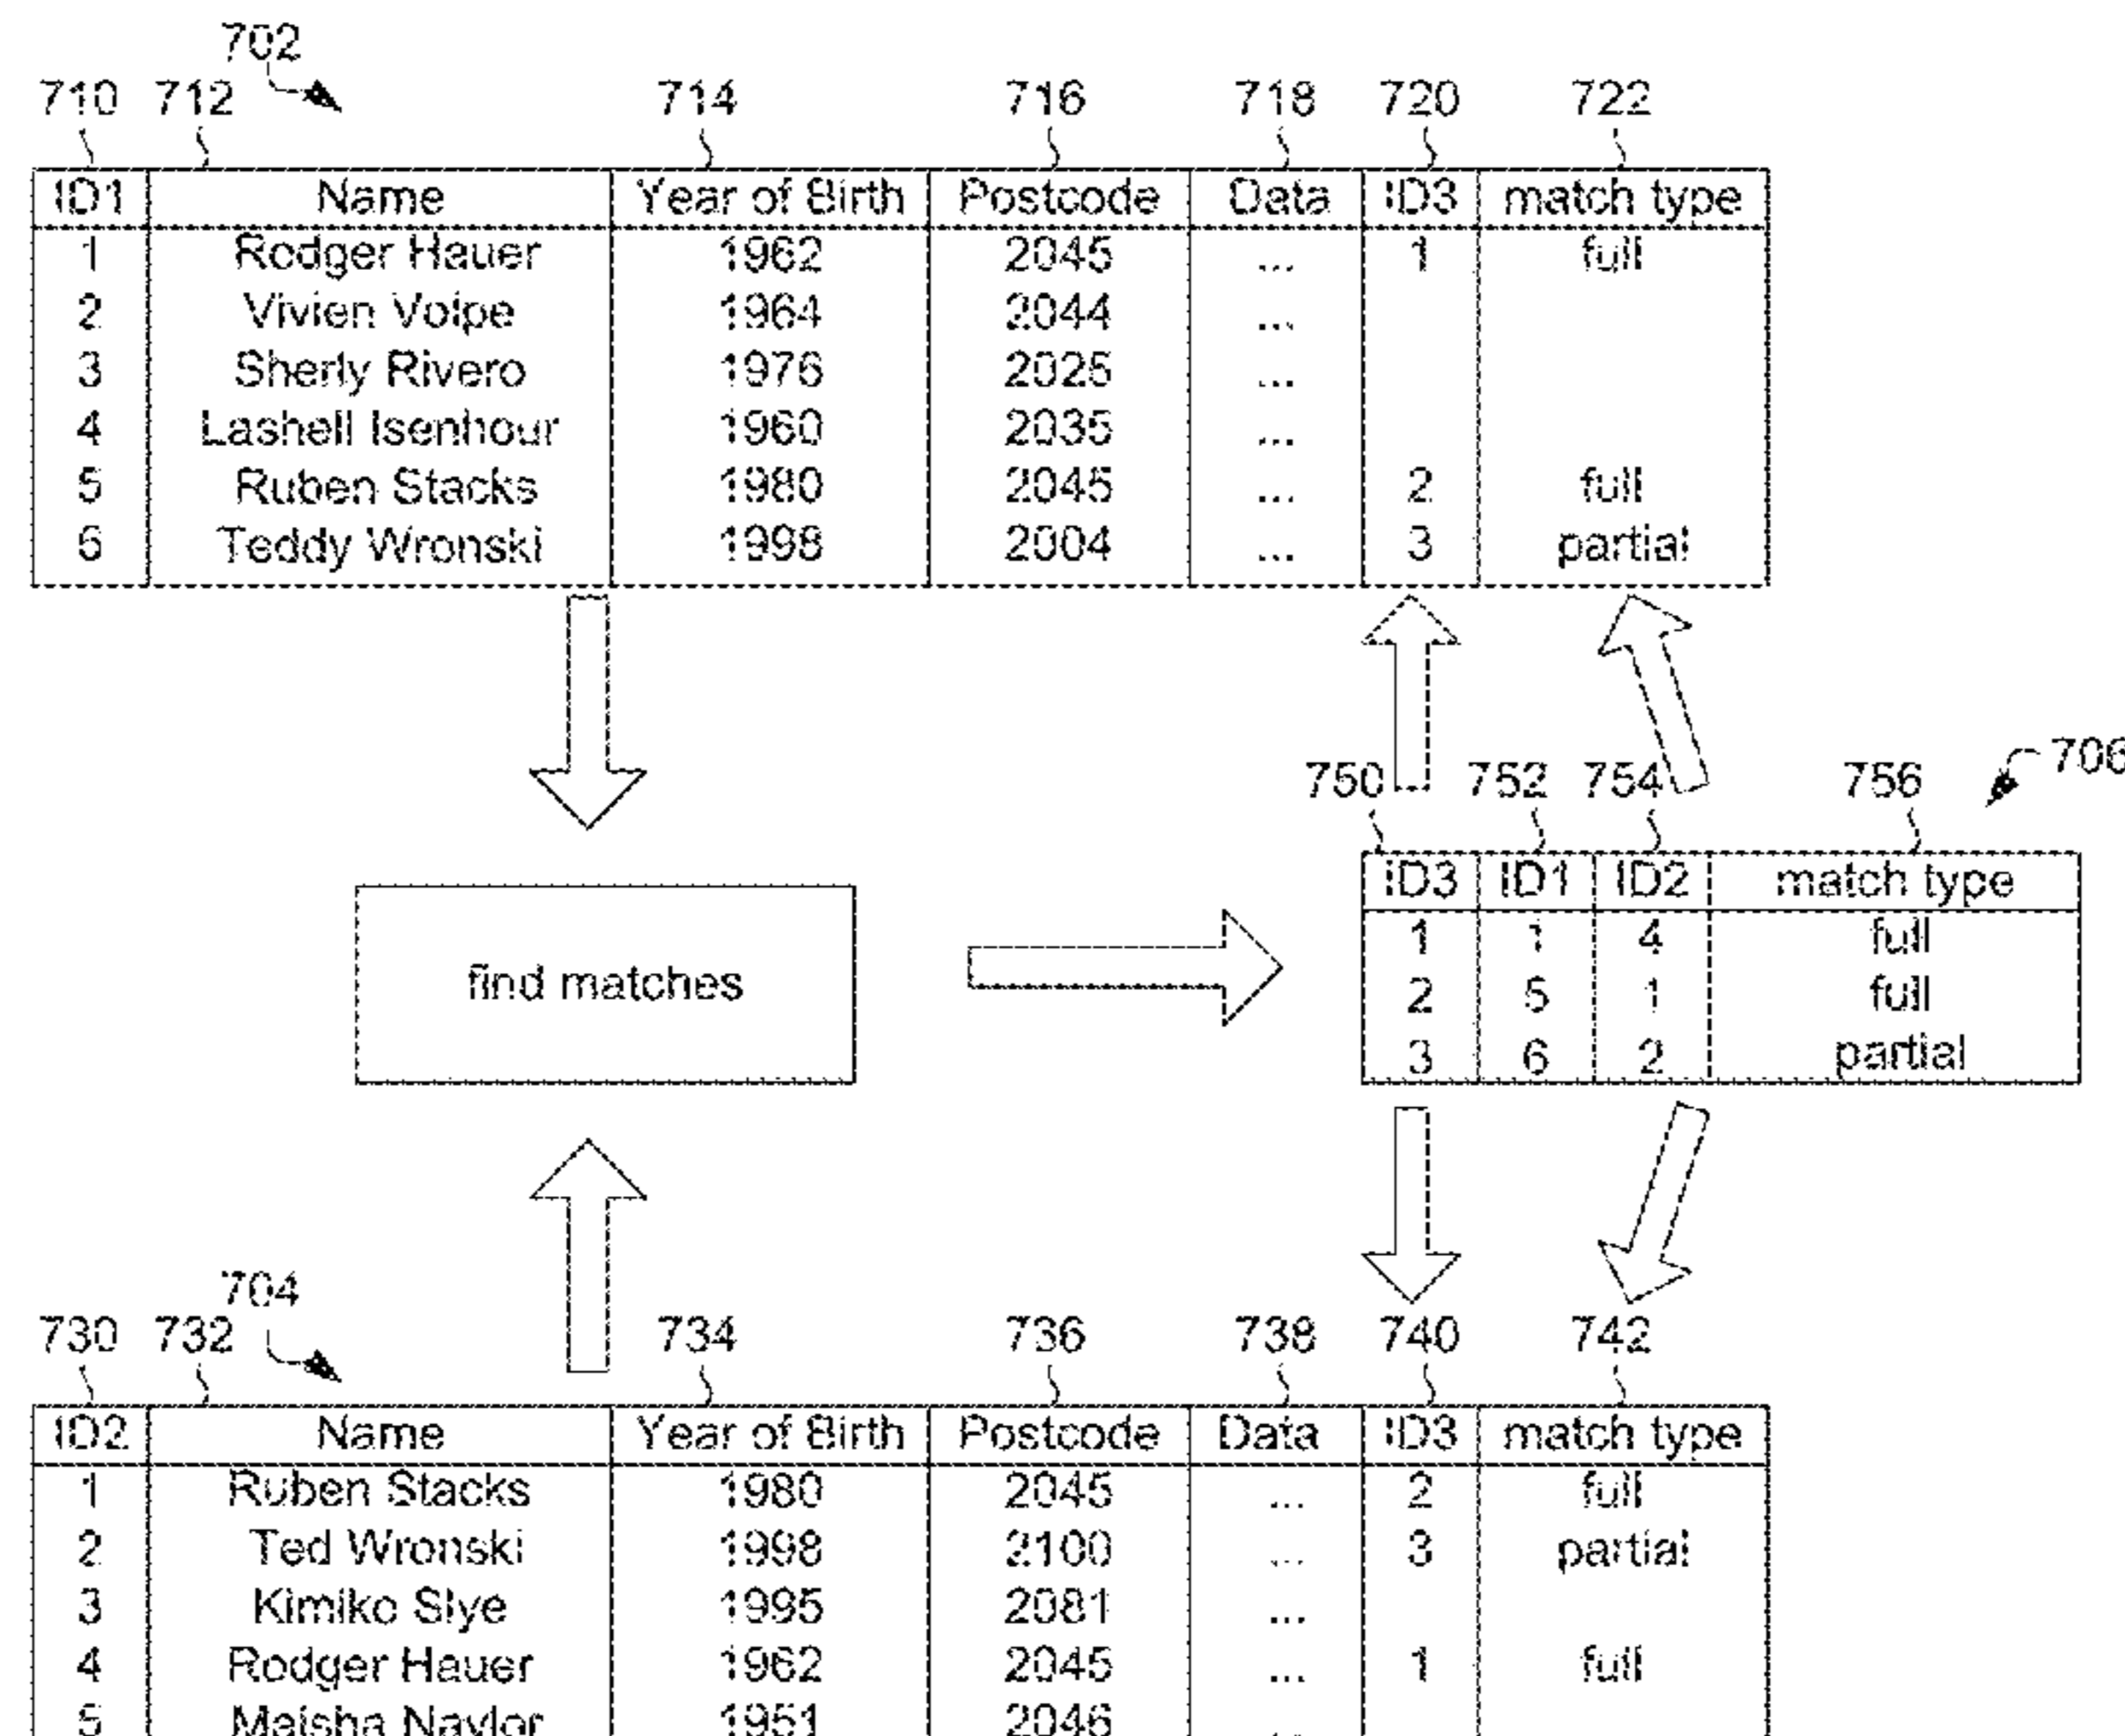 702
710 712 714 716 718 720 722
ID1 Name Year of Birth Postcode Data ID3 match type
1 Rodger Hauer 1962 2045 ... 1 full
2 Vivien Volpe 1964 2044 ...
3 Sherly Rivero 1976 2025 ...
4 Lashell Isenhour 1960 2035 ...
5 Ruben Stacks 1980 2045 ... 2 full
6 Teddy Wronski 1998 2004 ... 3 partial
706
750 752 754 756
ID3 ID1 ID2 match type
1 1 4 full
2 5 1 full
3 6 2 partial
find matches
704
730 732 734 736 738 740 742
ID2 Name Year of Birth Postcode Data ID3 match type
1 Ruben Stacks 1980 2045 ... 2 full
2 Ted Wronski 1998 2100 ... 3 partial
3 Kimiko Slye 1995 2081 ...
4 Rodger Hauer 1962 2045 ... 1 full
5 Meisha Naylor 1951 2046 ...